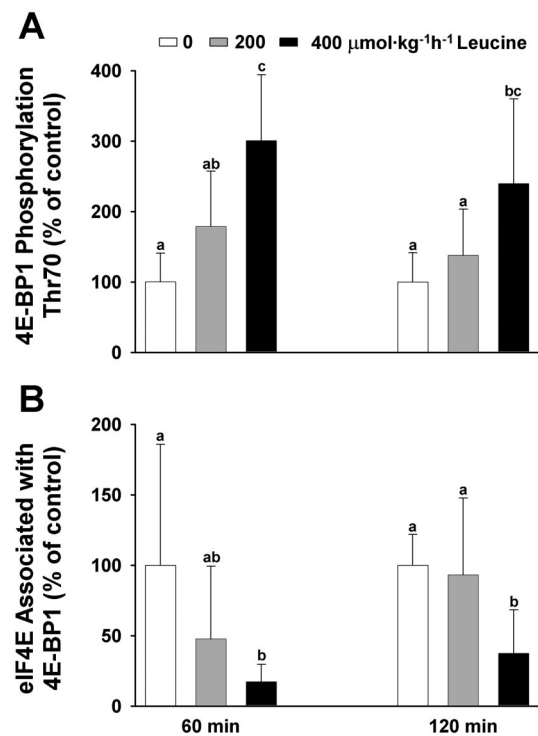 A
0 200 400 μmol·kg⁻¹h⁻¹ Leucine
4E-BP1 Phosphorylation
Thr70 (% of control)
400
300
200
100
0
a
ab
c
a
a
bc
B
eIF4E Associated with
4E-BP1 (% of control)
200
150
100
50
0
a
ab
b
a
a
b
60 min
120 min